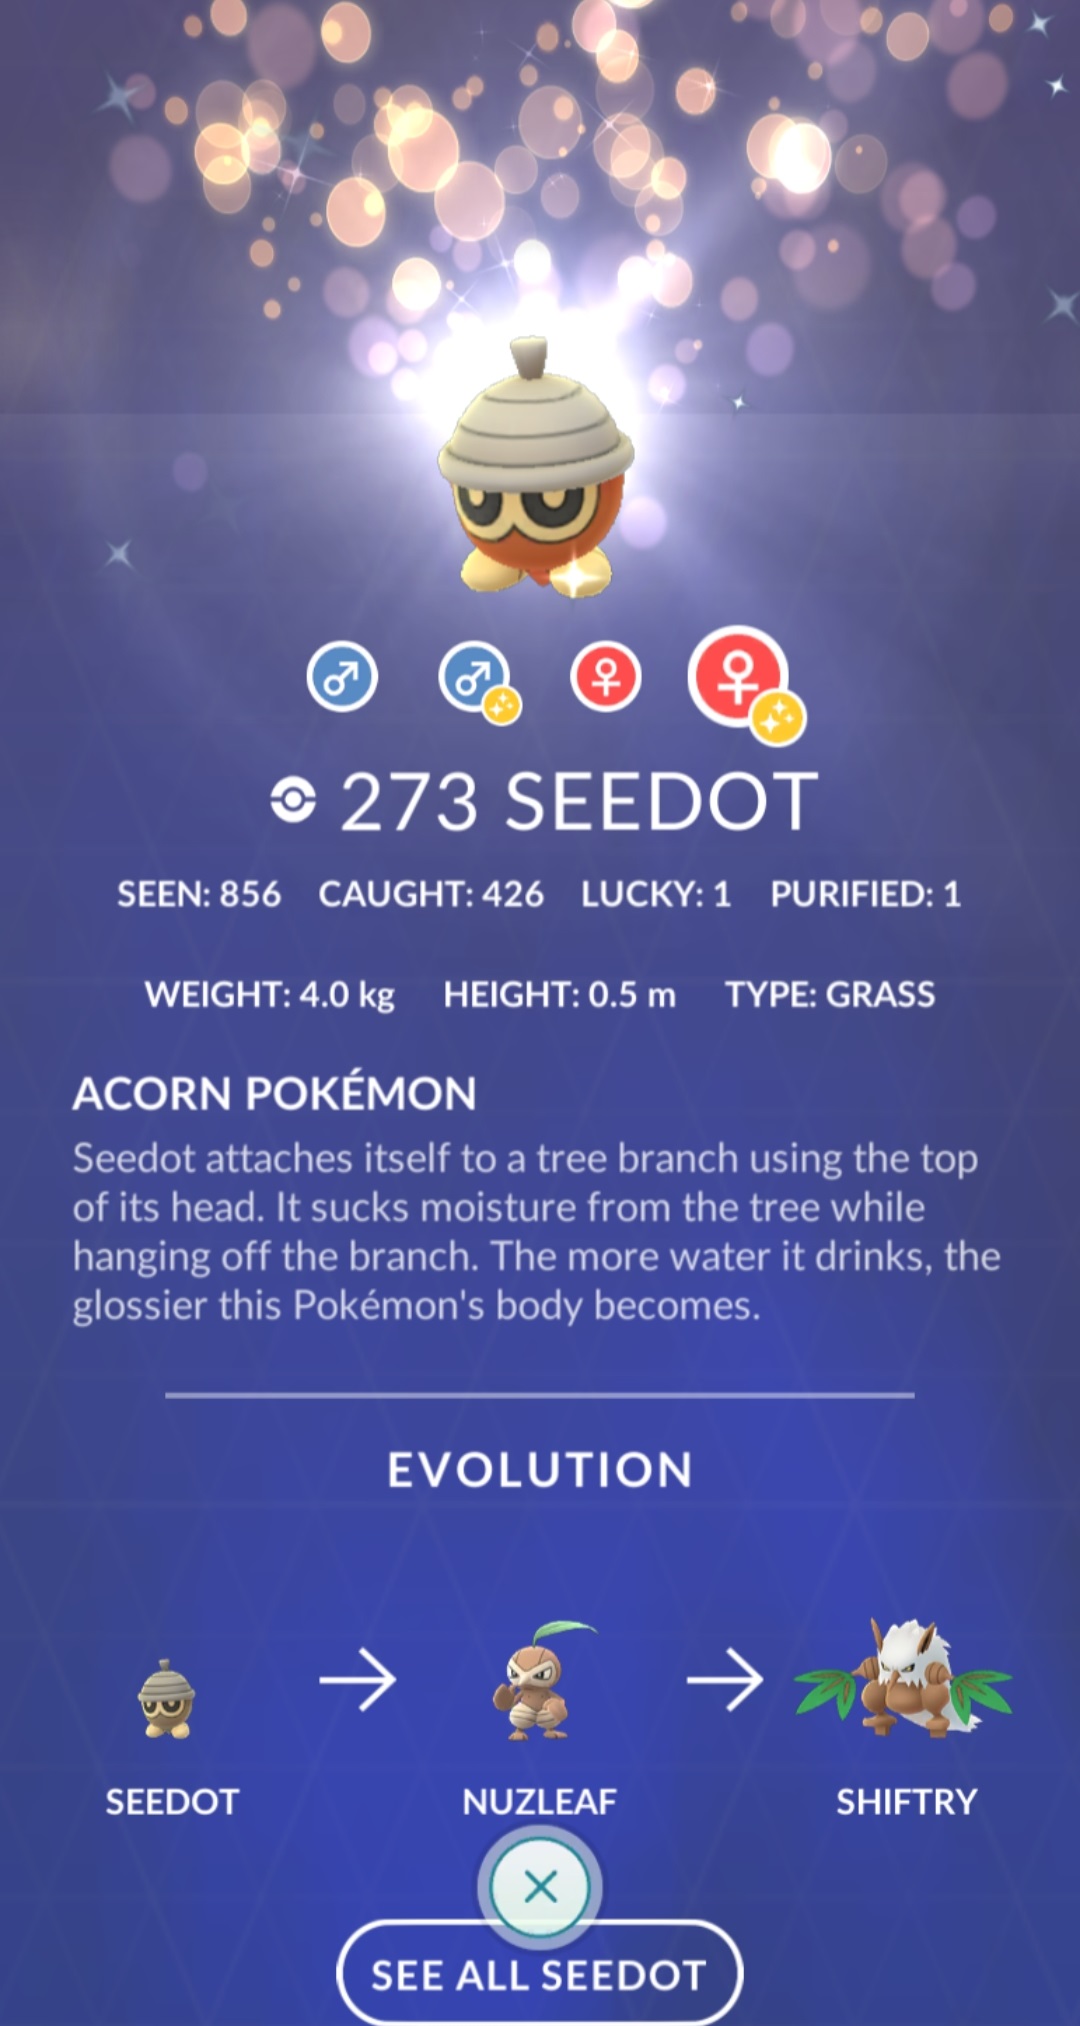 273 SEEDOT
SEEN: 856 CAUGHT: 426 LUCKY: 1 PURIFIED: 1
WEIGHT: 4.0 kg HEIGHT: 0.5 m TYPE: GRASS
ACORN POKÉMON
Seedot attaches itself to a tree branch using the top
of its head. It sucks moisture from the tree while
hanging off the branch. The more water it drinks, the
glossier this Pokémon's body becomes.
EVOLUTION
SEEDOT NUZLEAF SHIFTRY
SEE ALL SEEDOT